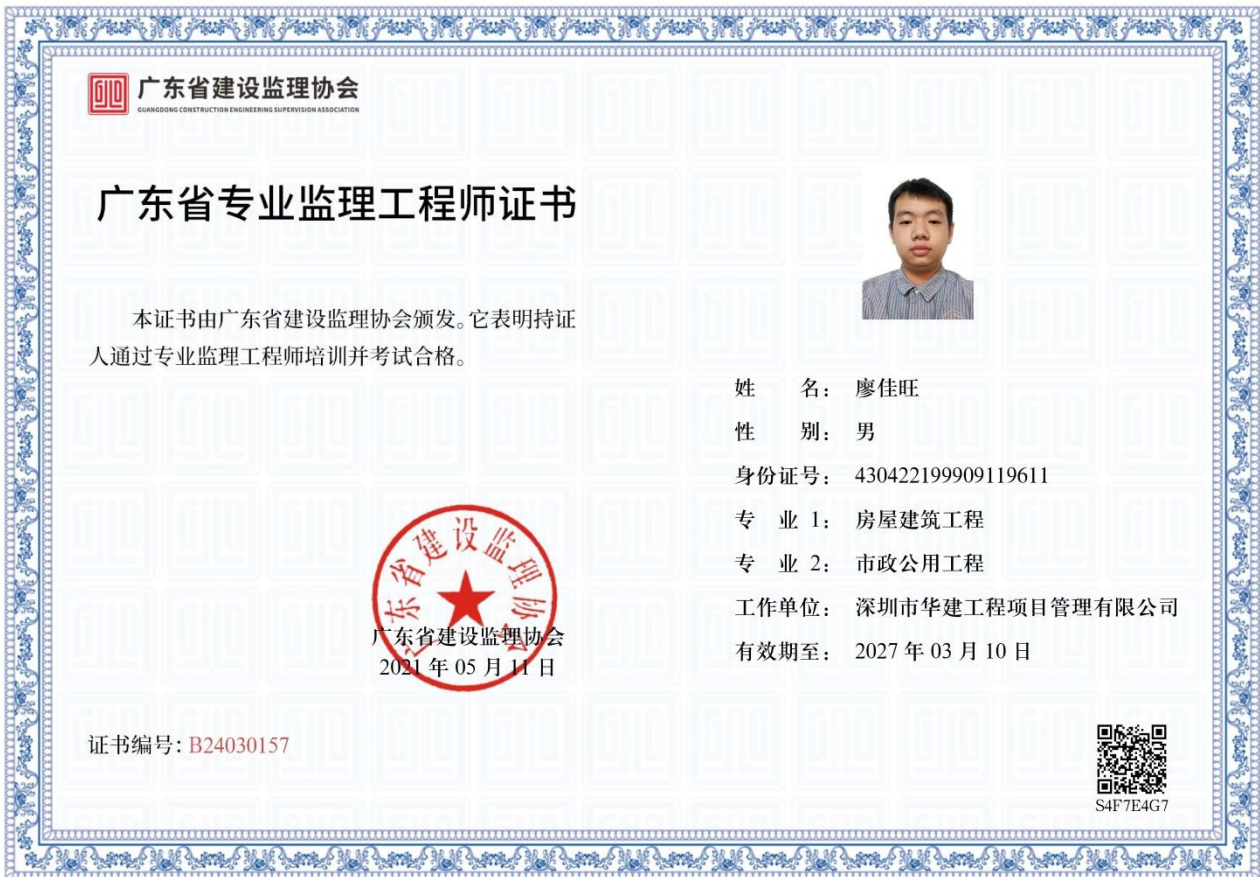 广东省建设监理协会
GUANGDONG CONSTRUCTION ENGINEERING SUPERVISION ASSOCIATION
广东省专业监理工程师证书
本证书由广东省建设监理协会颁发。它表明持证
人通过专业监理工程师培训并考试合格。
姓 名： 廖佳旺
性 别： 男
身份证号： 430422199909119611
专 业 1： 房屋建筑工程
专 业 2： 市政公用工程
工作单位： 深圳市华建工程项目管理有限公司
有效期至： 2027 年 03 月 10 日
广东省建设监理协会
广东省建设监理协会
2021 年 05 月 11 日
证书编号：B24030157
S4F7E4G7